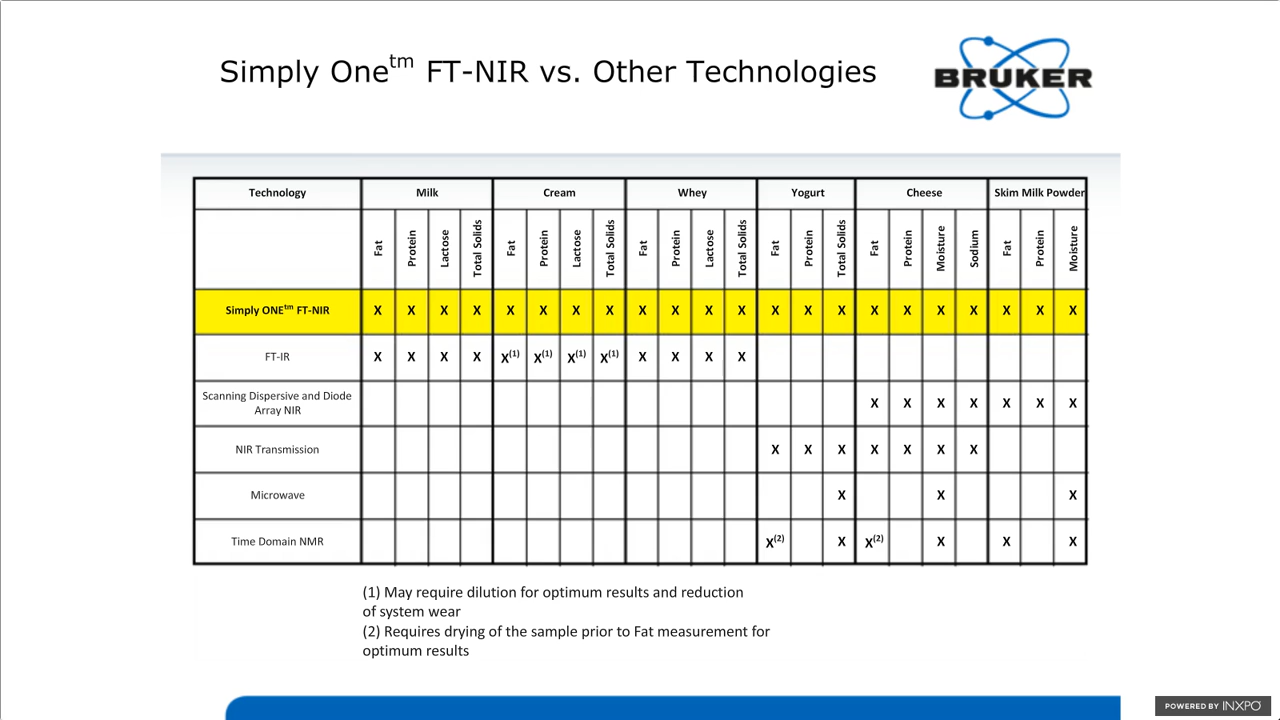 Simply Onetm FT-NIR vs. Other Technologies
BRUKER
Technology Milk Cream Whey Yogurt Cheese Skim Milk Powder
Fat Protein Lactose Total Solids Fat Protein Lactose Total Solids Fat Protein Lactose Total Solids Fat Protein Total Solids Fat Protein Moisture Sodium Fat Protein Moisture
Simply ONEtm FT-NIR X X X X X X X X X X X X X X X X X X X X X X
FT-IR X X X X X(1) X(1) X(1) X(1) X X X X
Scanning Dispersive and Diode
Array NIR X X X X X X X
NIR Transmission X X X X X X X
Microwave X X X
Time Domain NMR X(2) X X(2) X X X
(1) May require dilution for optimum results and reduction
of system wear
(2) Requires drying of the sample prior to Fat measurement for
optimum results
POWERED BY INXPO